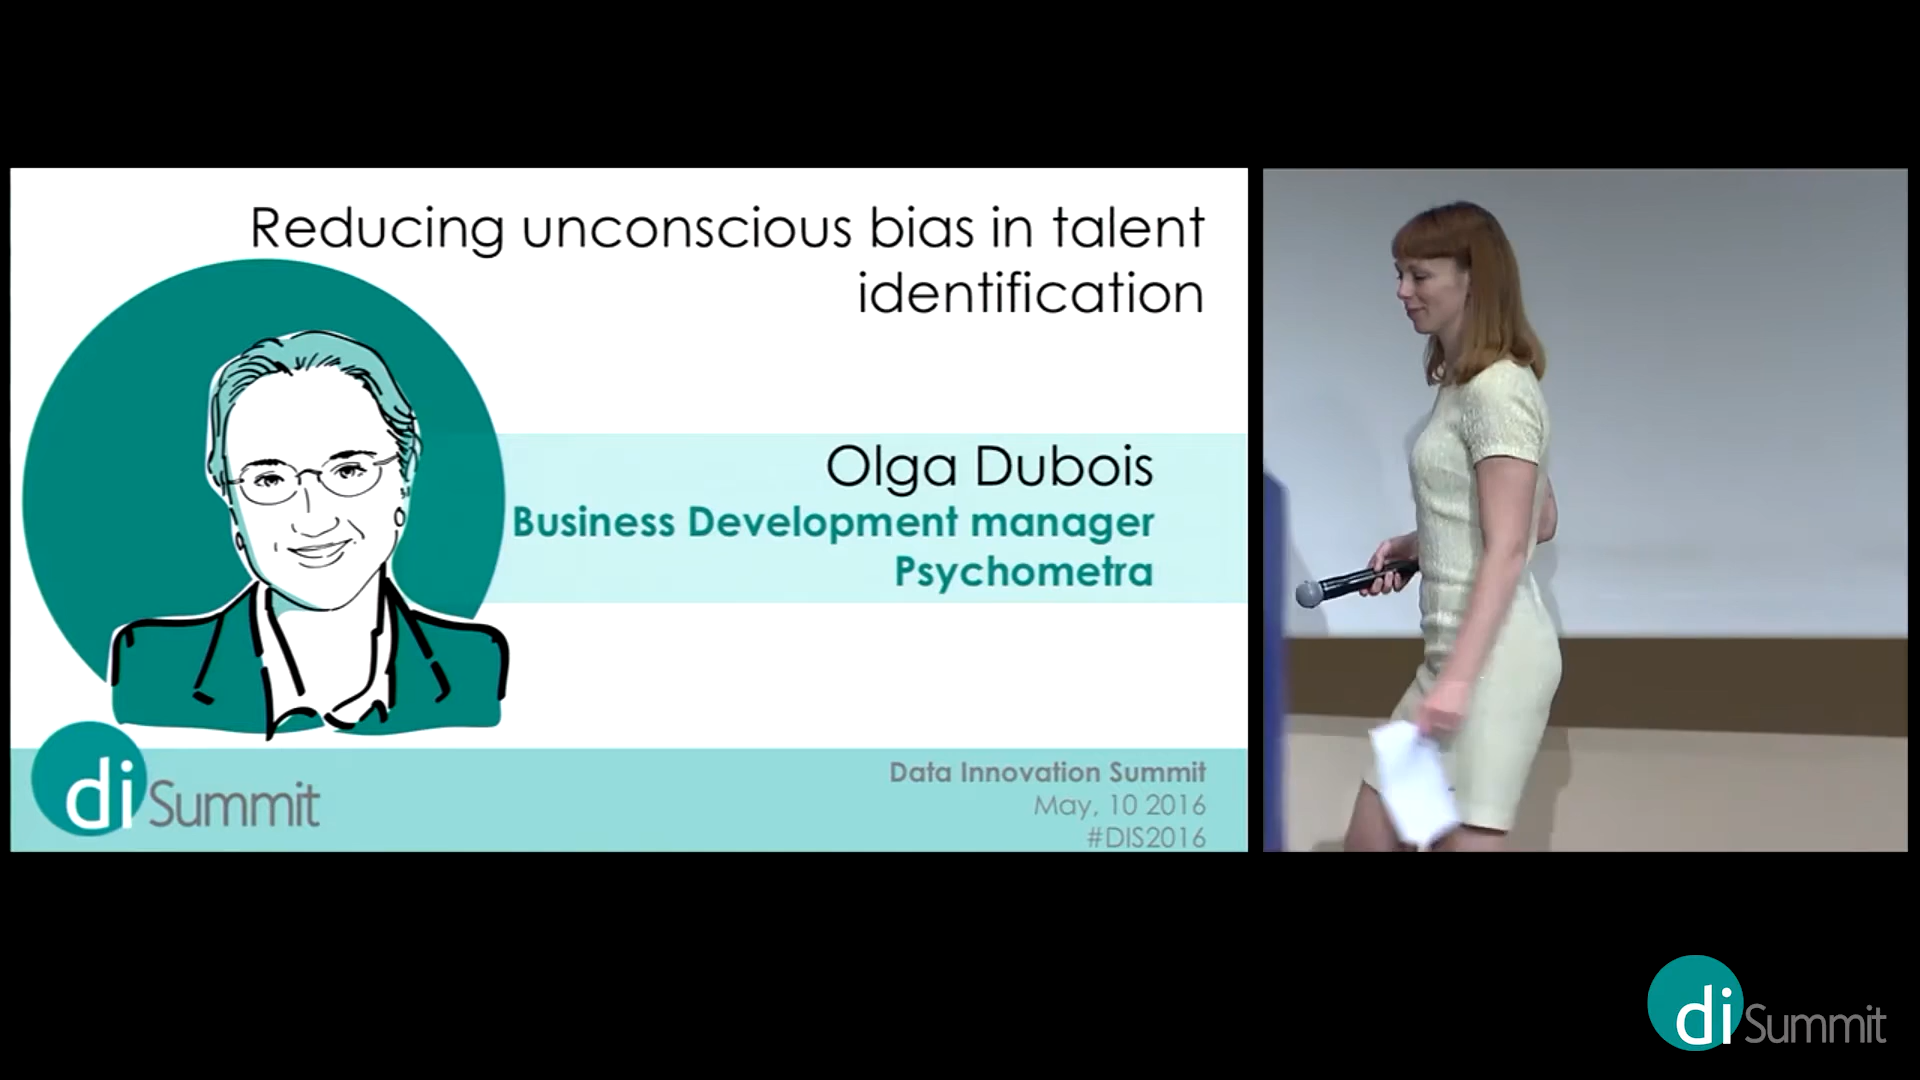 Reducing unconscious bias in talent
identification
Olga Dubois
Business Development manager
Psychometra
di Summit
Data Innovation Summit
May, 10 2016
#DIS2016
di Summit